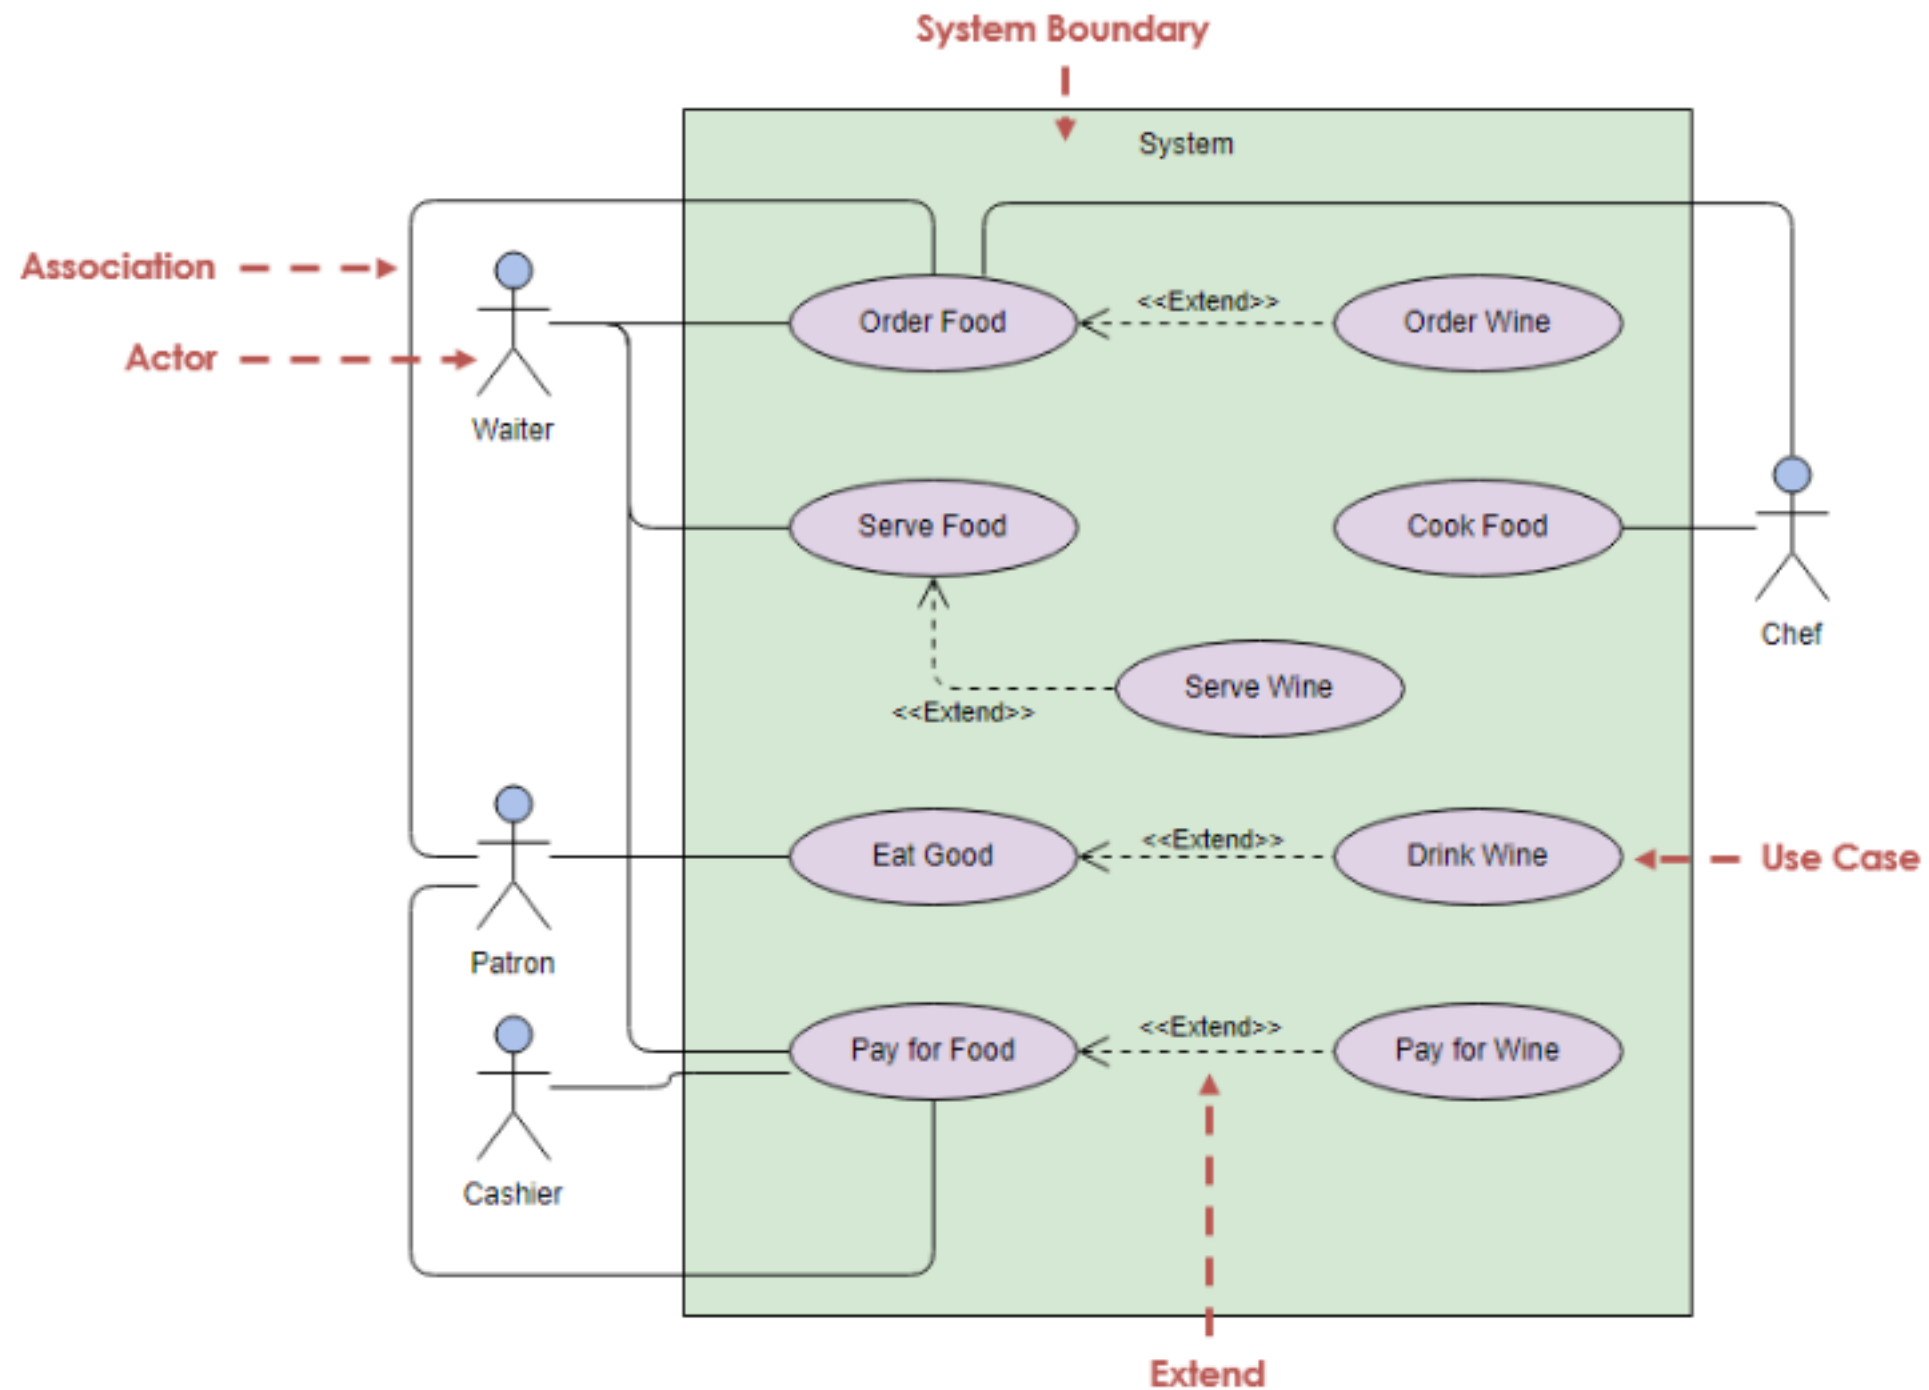 System Boundary
System
Association
Actor
Waiter
Order Food
<<Extend>>
Order Wine
Serve Food
Cook Food
Chef
Serve Wine
<<Extend>>
Patron
Eat Good
<<Extend>>
Drink Wine
Use Case
Cashier
Pay for Food
<<Extend>>
Pay for Wine
Extend